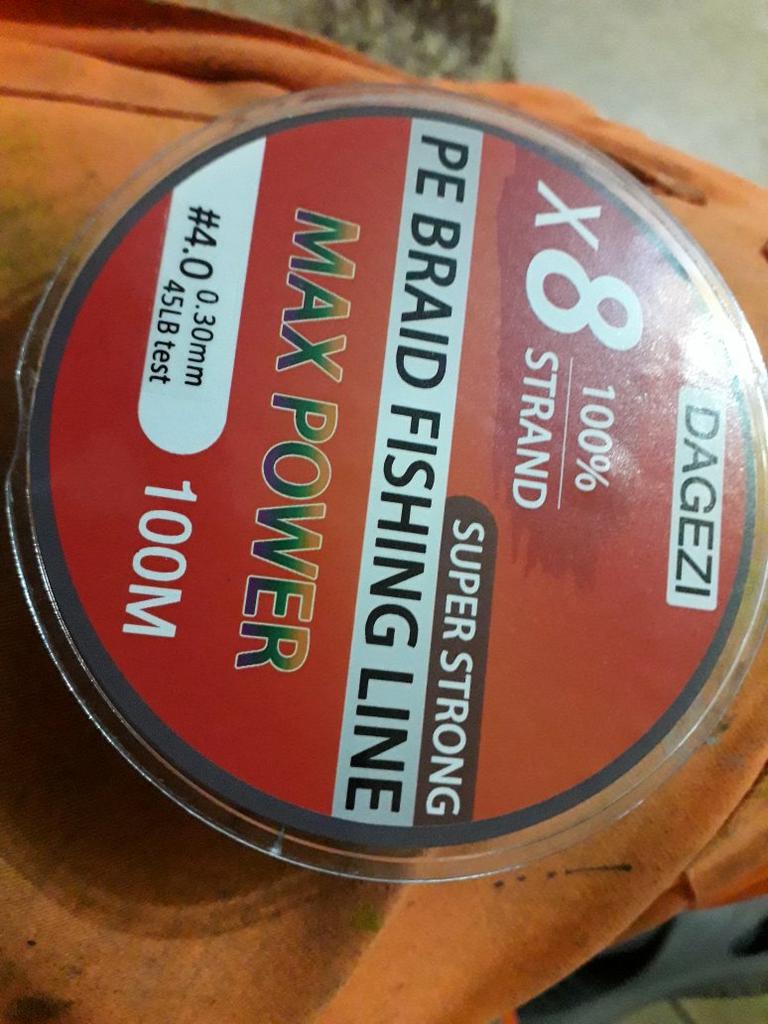 DAGEZI
X8 100%
STRAND
SUPER STRONG
PE BRAID FISHING LINE
MAX POWER
#4.0 0.30mm
45LB test
100M